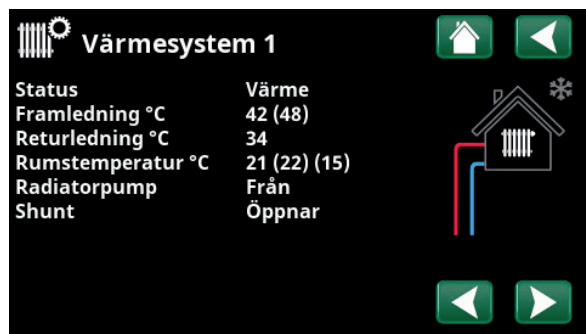 Värmesystem 1
Status Värme
Framledning °C 42 (48)
Returledning °C 34
Rumstemperatur °C 21 (22) (15)
Radiatorpump Från
Shunt Öppnar